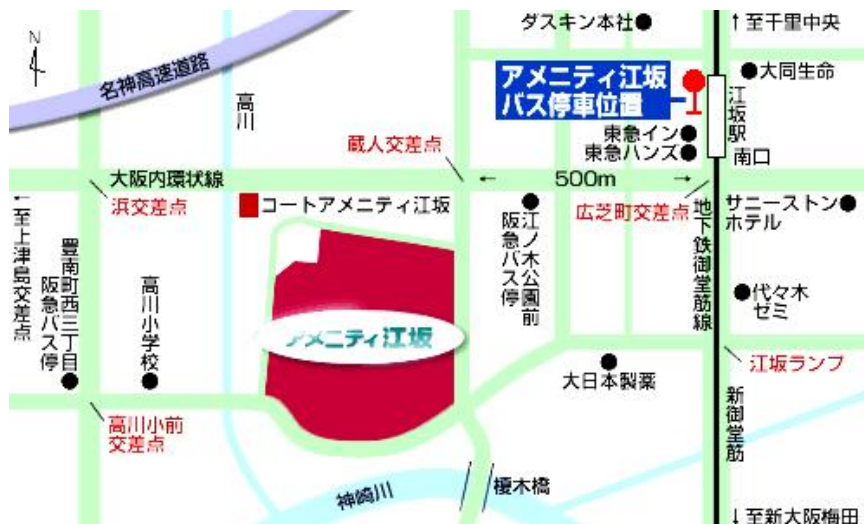 N
名神高速道路
高川
ダスキン本社
↑至千里中央
アメニティ江坂
バス停車位置
大同生命
江坂駅
東急イン
東急ハンズ
南口
蔵人交差点
大阪内環状線
← 500m →
浜交差点
コートアメニティ江坂
広芝町交差点
サニーストン
ホテル
←至上津島交差点
豊南町西三丁目
阪急バス停
高川小学校
江ノ木公園前
阪急バス停
地下鉄御堂筋線
代々木
ゼミ
アメニティ江坂
大日本製薬
江坂ランプ
高川小前
交差点
新御堂筋
神崎川
榎木橋
↓至新大阪梅田